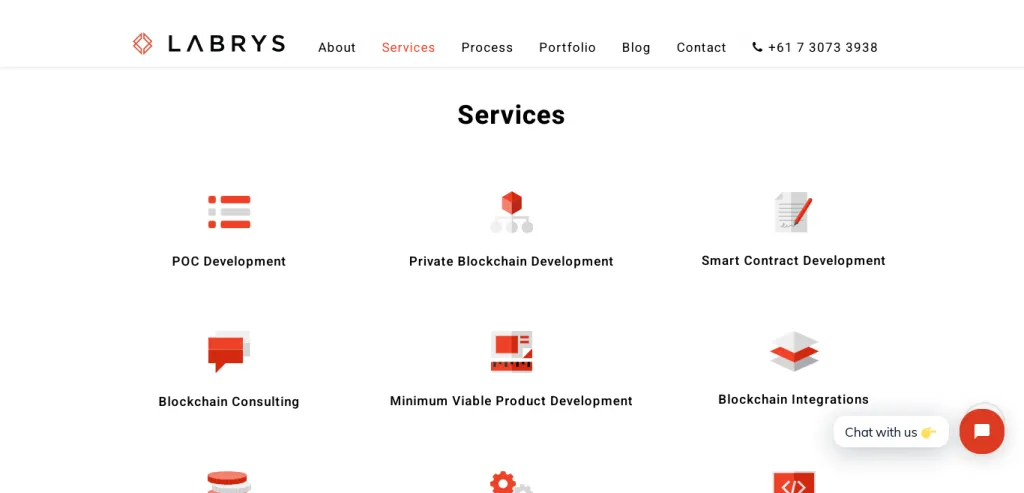 LABRYS About Services Process Portfolio Blog Contact +61 7 3073 3938
Services
POC Development Private Blockchain Development Smart Contract Development
Blockchain Consulting Minimum Viable Product Development Blockchain Integrations
Chat with us 👉